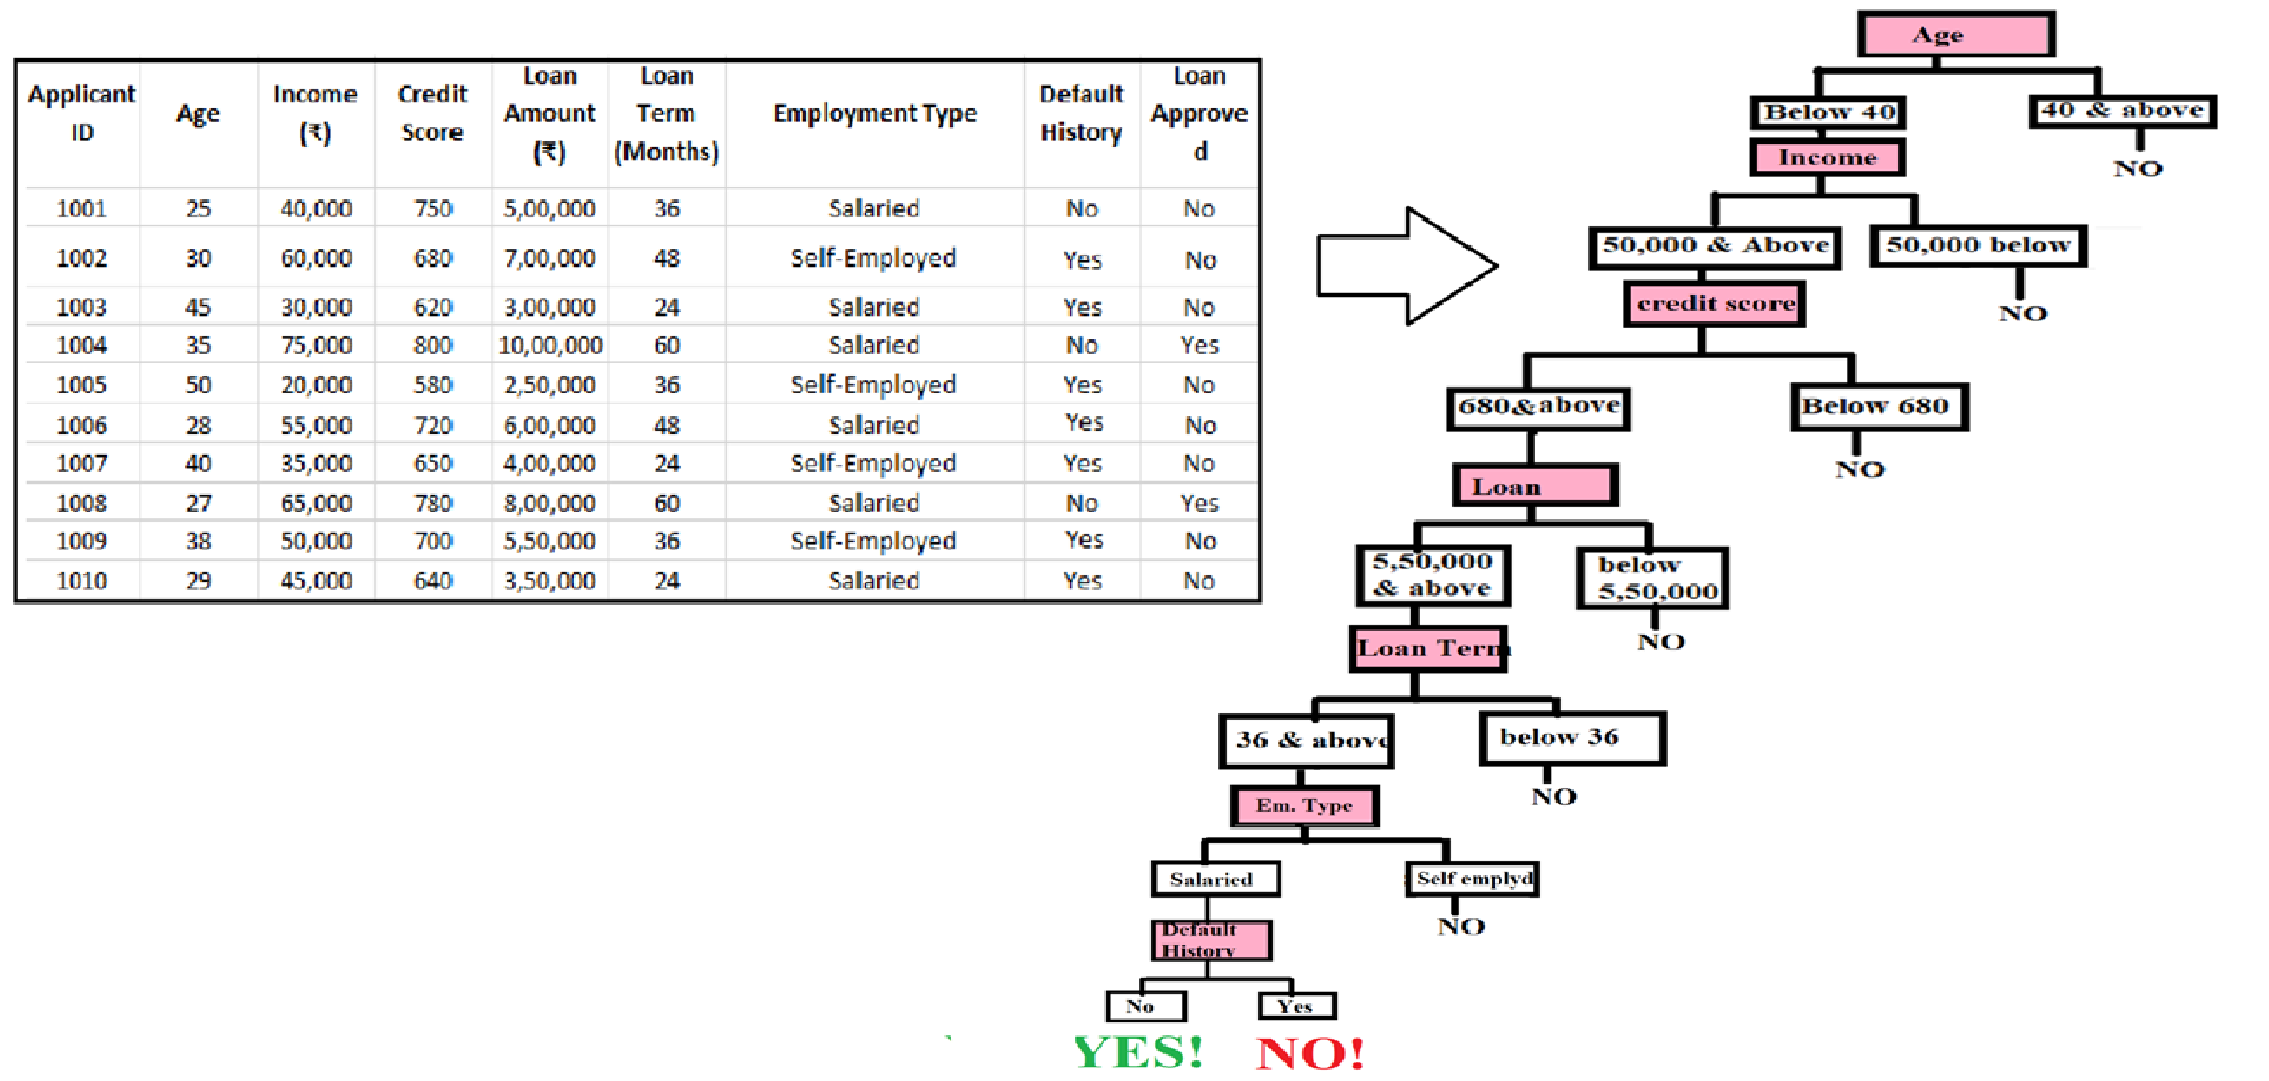 Applicant ID Age Income (₹) Credit Score Loan Amount (₹) Loan Term (Months) Employment Type Default History Loan Approve d
1001 25 40,000 750 5,00,000 36 Salaried No No
1002 30 60,000 680 7,00,000 48 Self-Employed Yes No
1003 45 30,000 620 3,00,000 24 Salaried Yes No
1004 35 75,000 800 10,00,000 60 Salaried No Yes
1005 50 20,000 580 2,50,000 36 Self-Employed Yes No
1006 28 55,000 720 6,00,000 48 Salaried Yes No
1007 40 35,000 650 4,00,000 24 Self-Employed Yes No
1008 27 65,000 780 8,00,000 60 Salaried No Yes
1009 38 50,000 700 5,50,000 36 Self-Employed Yes No
1010 29 45,000 640 3,50,000 24 Salaried Yes No
Age
Below 40
40 & above
NO
Income
50,000 & Above
50,000 below
NO
credit score
680&above
Below 680
NO
Loan
5,50,000
& above
below
5,50,000
NO
Loan Term
36 & above
below 36
NO
Em. Type
Salaried
Self emplyd
NO
Default
History
No
Yes
YES!
NO!